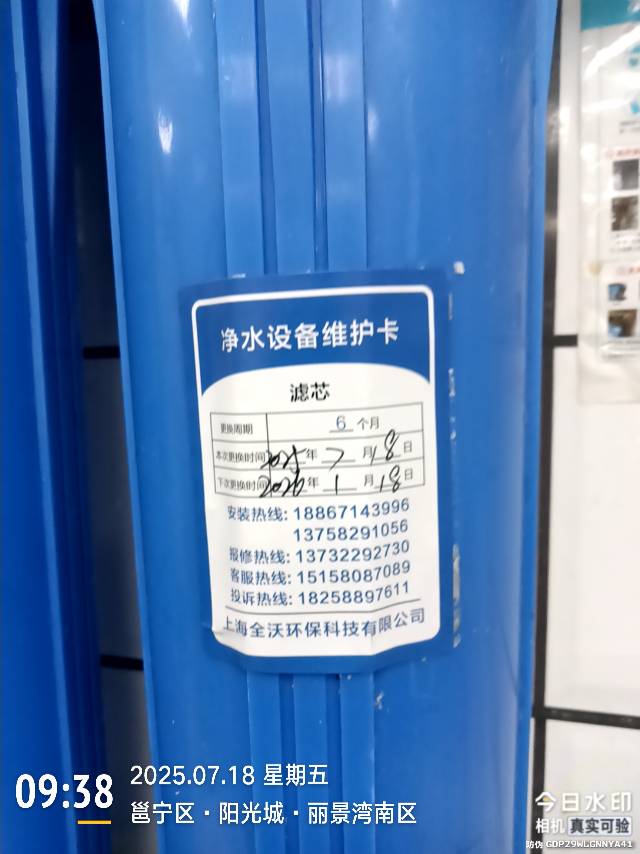 净水设备维护卡
滤芯
更换周期 6 个月
本次更换时间 2025 年 7 月 18 日
下次更换时间 2026 年 1 月 18 日
安装热线: 18867143996
13758291056
报修热线: 13732292730
客服热线: 15158087089
投诉热线: 18258897611
上海全沃环保科技有限公司
09:38
2025.07.18 星期五
邕宁区·阳光城·丽景湾南区
今日水印
相机 真实可验
防伪 GDP29WLGNNYA41